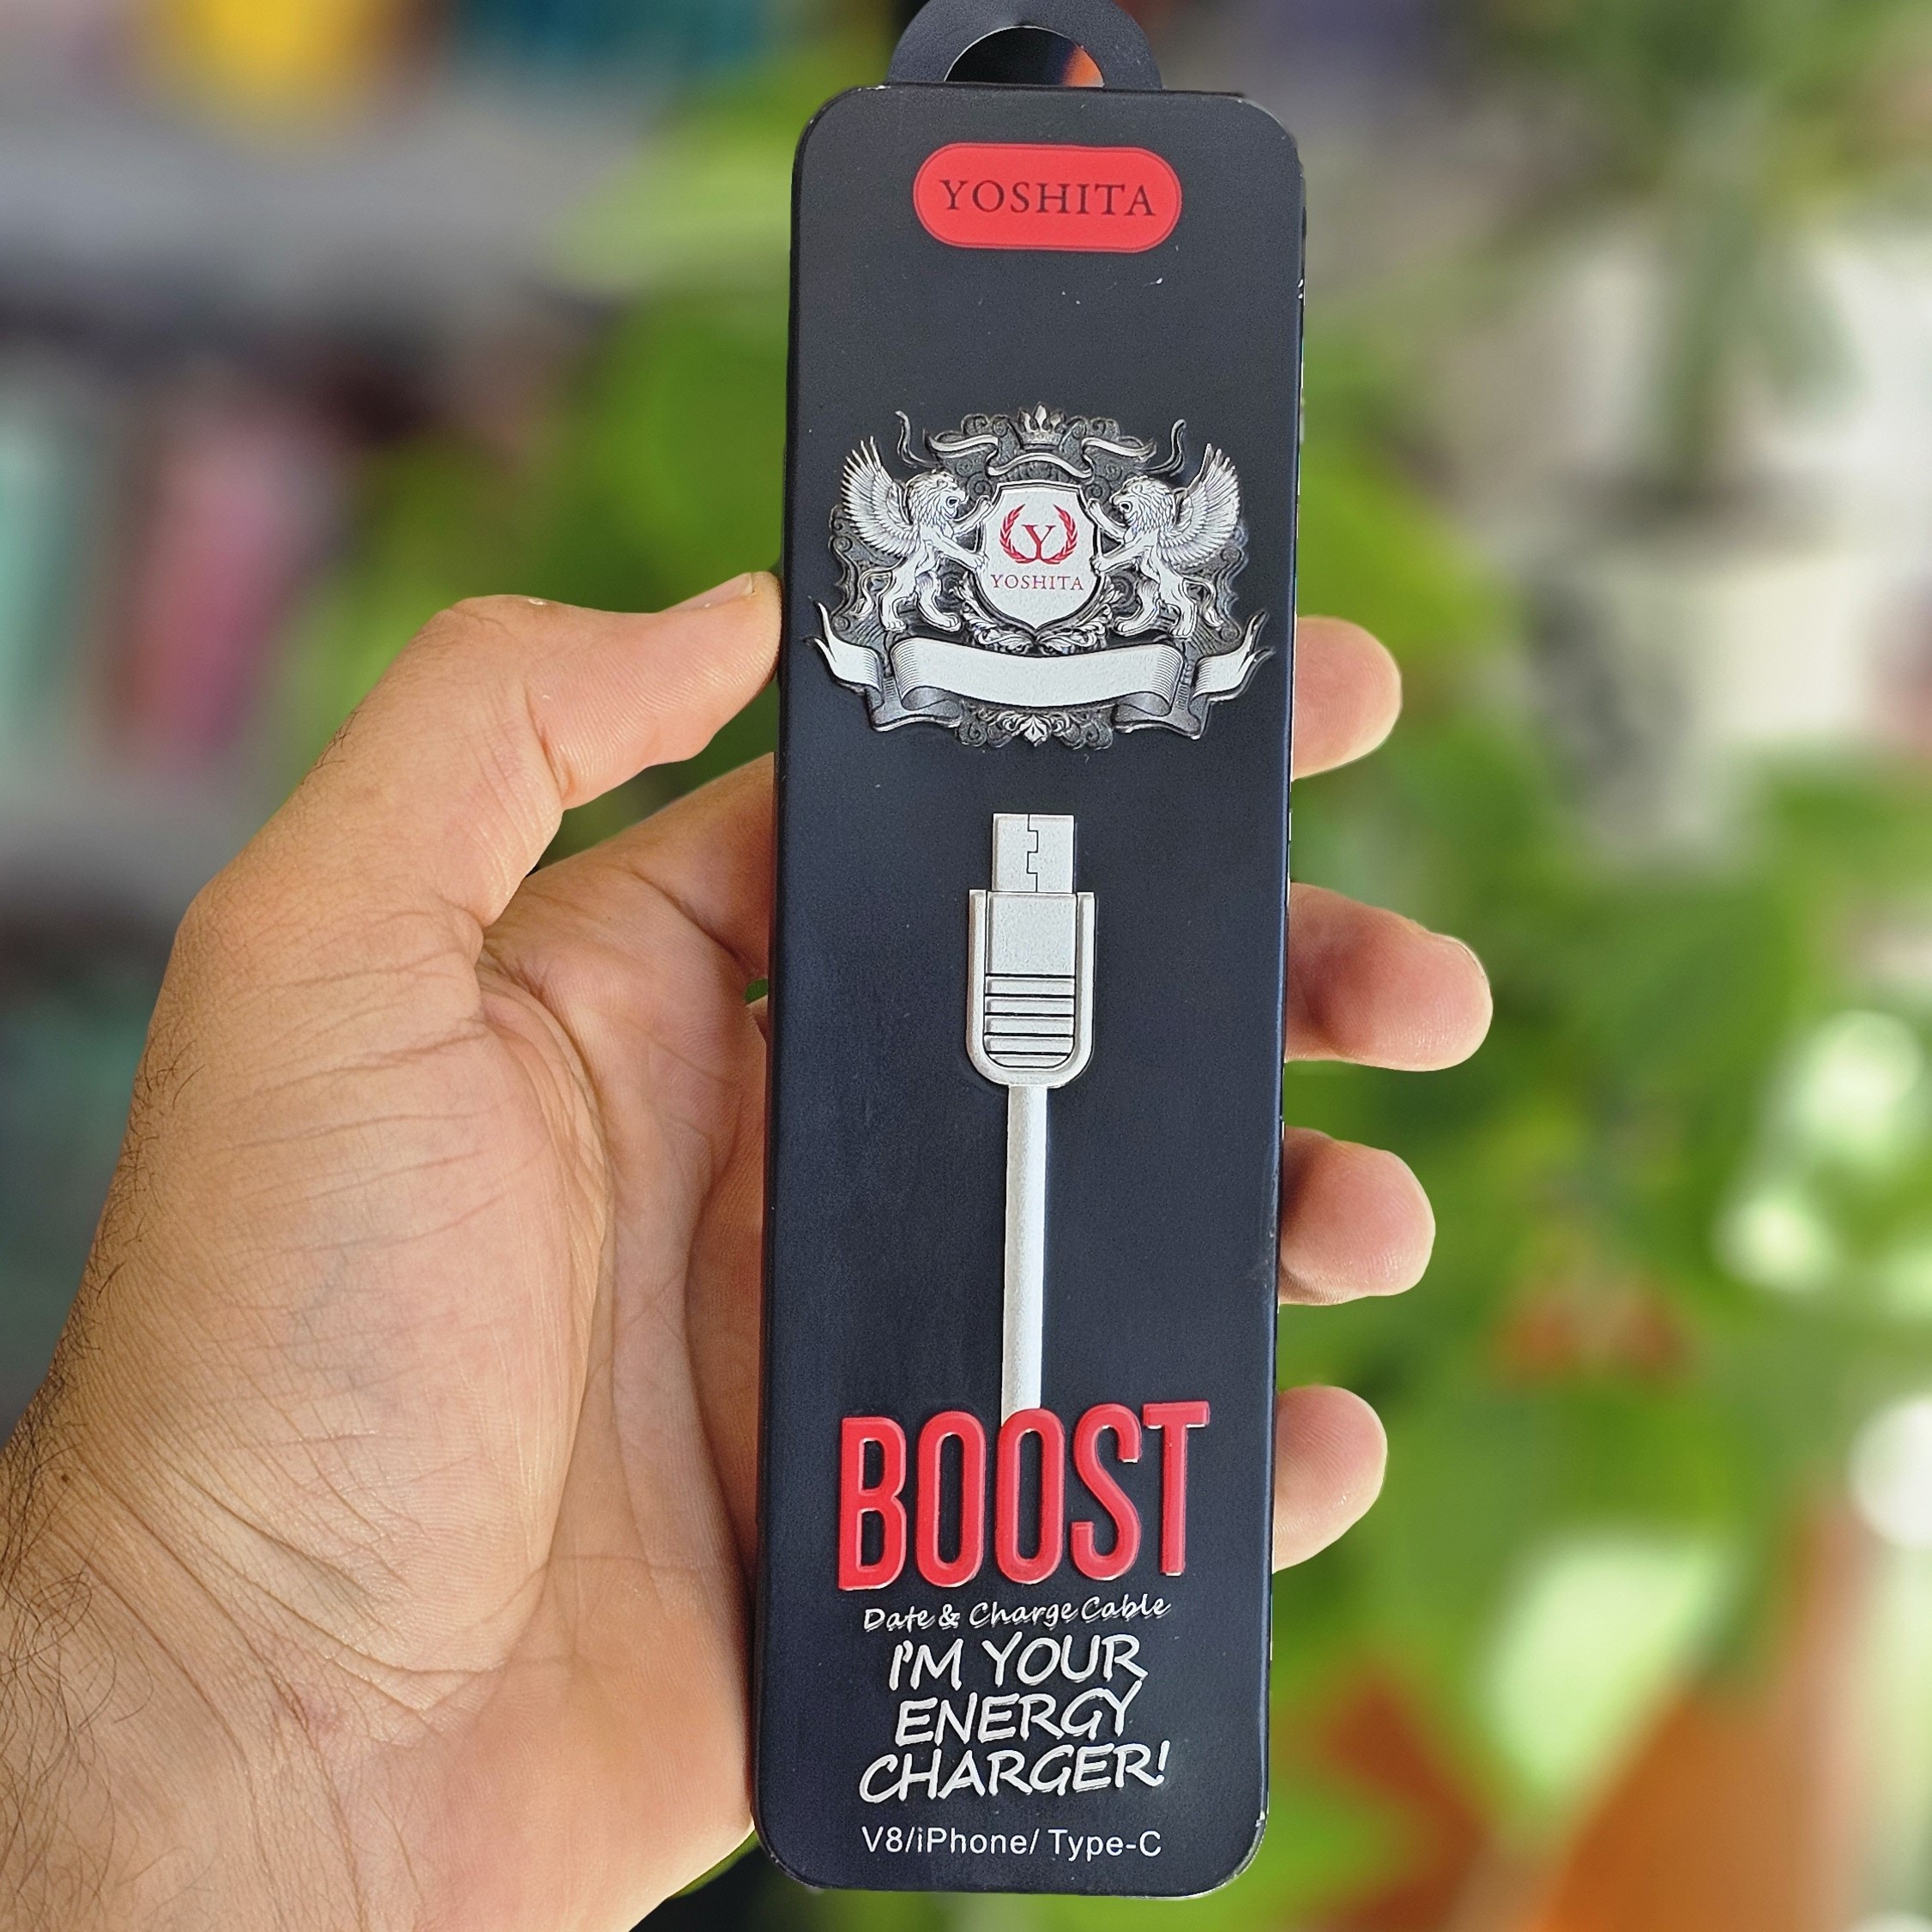 YOSHITA
Y
YOSHITA
BOOST
Date & Charge Cable
I'M YOUR
ENERGY
CHARGER!
V8/iPhone/ Type-C